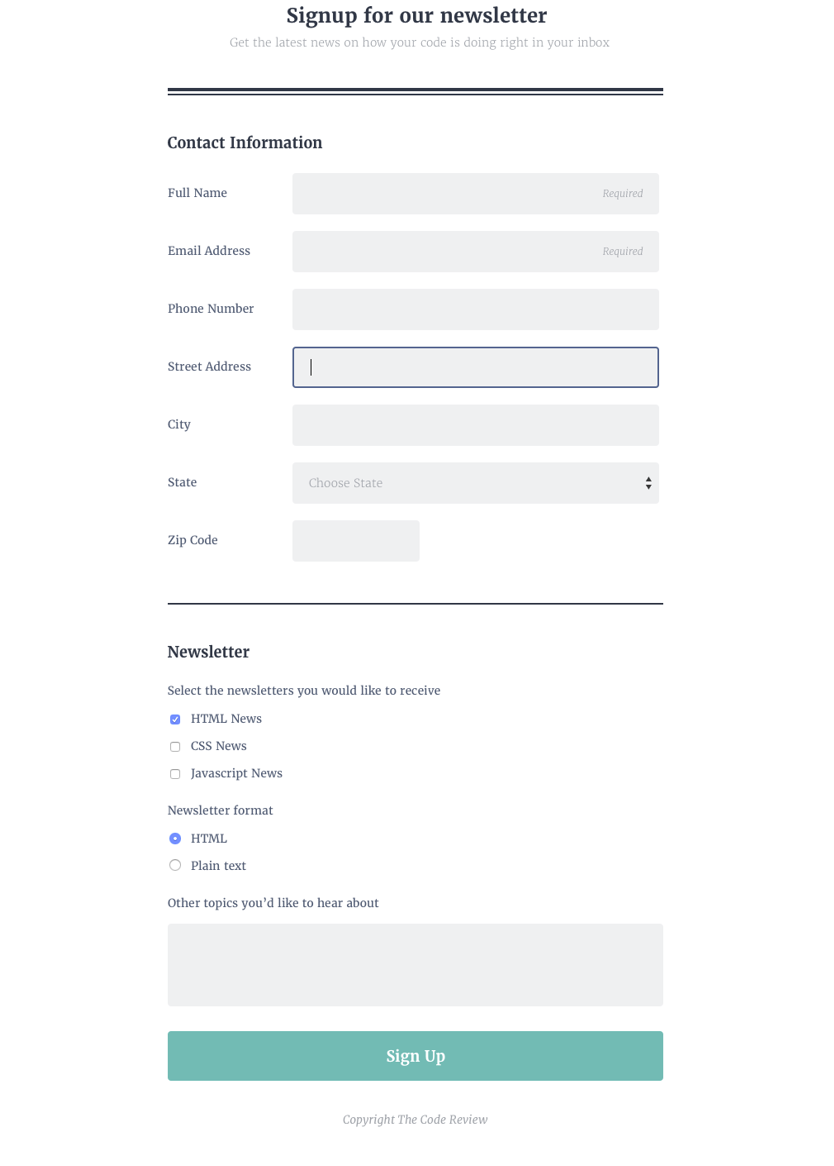 Signup for our newsletter
Get the latest news on how your code is doing right in your inbox
Contact Information
Full Name
Required
Email Address
Required
Phone Number
Street Address
City
State
Choose State
Zip Code
Newsletter
Select the newsletters you would like to receive
HTML News
CSS News
Javascript News
Newsletter format
HTML
Plain text
Other topics you’d like to hear about
Sign Up
Copyright The Code Review